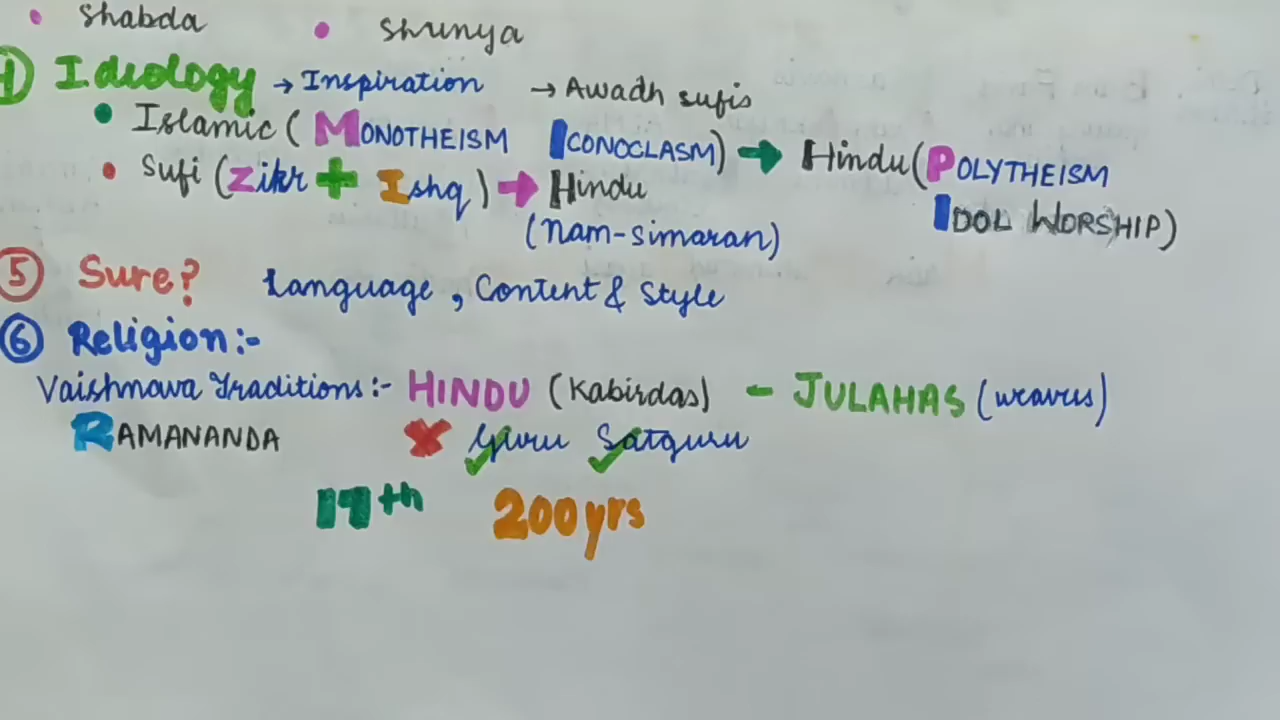 • Shabda • Shunya
4) Ideology → Inspiration → Awadh sufis
• Islamic (MONOTHEISM ICONOCLASM) → Hindu (POLYTHEISM IDOL WORSHIP)
• Sufi (Zikr + Ishq) → Hindu (Nam-simaran)
5 Sure? Language, Content & Style
6 Religion:-
Vaishnava Traditions:- HINDU (Kabirdas) - JULAHAS (weavers)
RAMANANDA ✗ Guru ✓ Satguru ✓
17th 200yrs